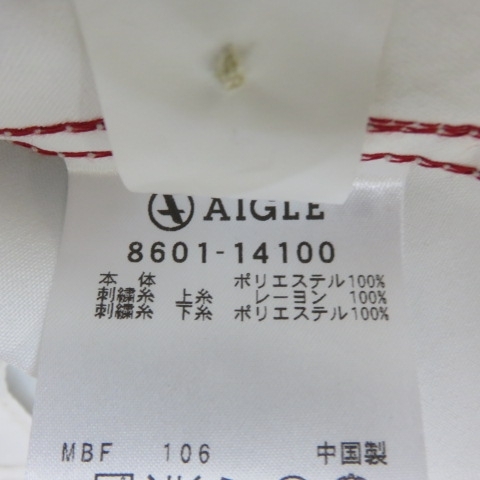 AIGLE
8601-14100
本体 ポリエステル100%
刺繍糸 上糸 レーヨン 100%
刺繍糸 下糸 ポリエステル100%
MBF 106 中国製